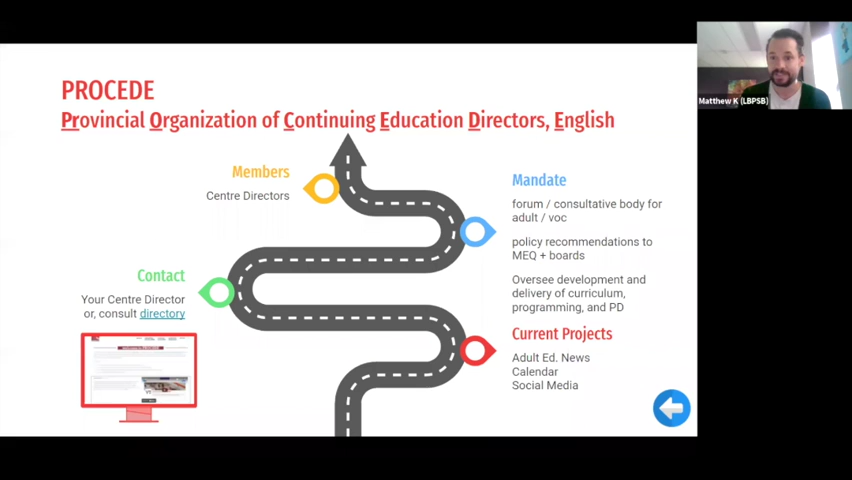 PROCEDE
Provincial Organization of Continuing Education Directors, English
Members
Centre Directors
Mandate
forum / consultative body for
adult / voc
policy recommendations to
MEQ + boards
Oversee development and
delivery of curriculum,
programming, and PD
Contact
Your Centre Director
or, consult directory
Current Projects
Adult Ed. News
Calendar
Social Media
Matthew K (LBPSB)